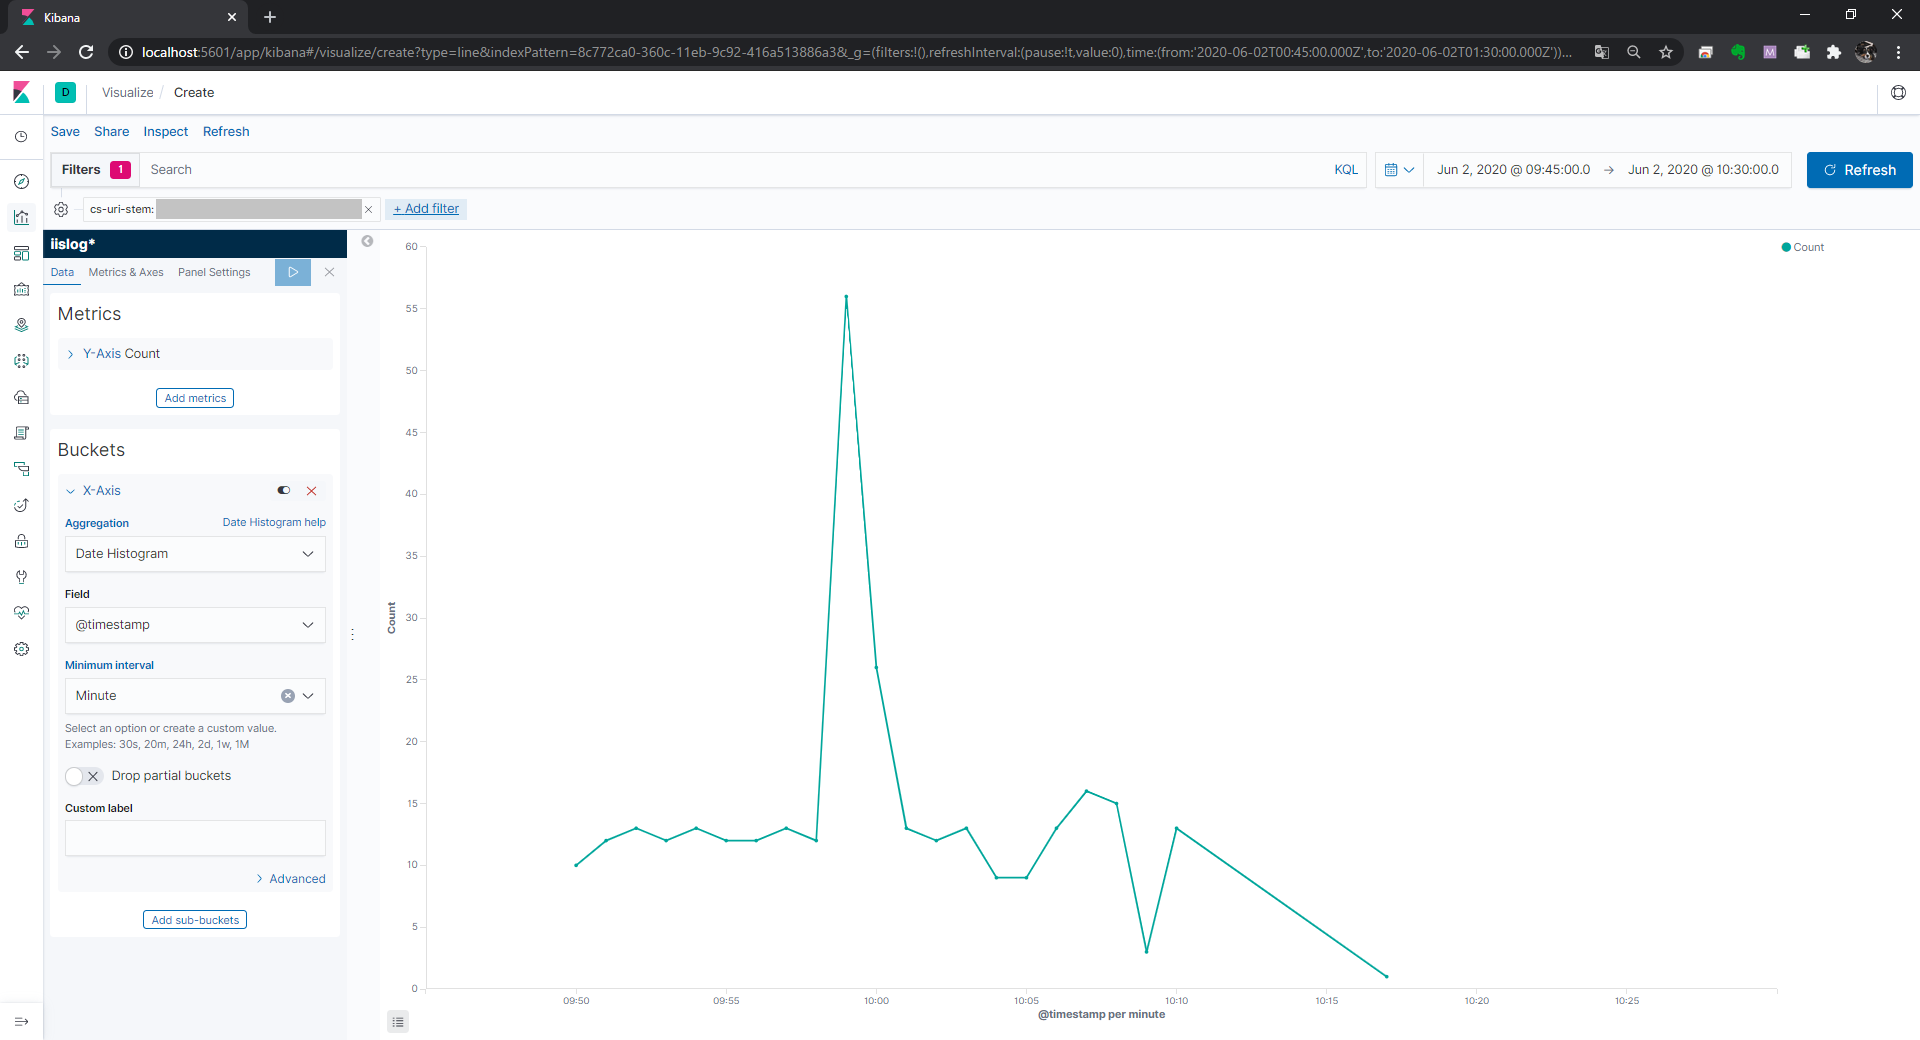 Kibana
localhost:5601/app/kibana#/visualize/create?type=line&indexPattern=8c772ca0-360c-11eb-9c92-416a513886a3&_g=(filters:!(),refreshInterval:(pause:!t,value:0),time:(from:'2020-06-02T00:45:00.000Z',to:'2020-06-02T01:30:00.000Z'))...
D
Visualize / Create
Save Share Inspect Refresh
Filters 1 Search KQL Jun 2, 2020 @ 09:45:00.0 → Jun 2, 2020 @ 10:30:00.0 Refresh
cs-uri-stem: + Add filter
iislog*
Data Metrics & Axes Panel Settings
Metrics
Y-Axis Count
Add metrics
Buckets
X-Axis
Aggregation Date Histogram help
Date Histogram
Field
@timestamp
Minimum interval
Minute
Select an option or create a custom value.
Examples: 30s, 20m, 24h, 2d, 1w, 1M
Drop partial buckets
Custom label
Advanced
Add sub-buckets
Count
60
55
50
45
40
35
30
25
20
15
10
5
0
Count
09:50 09:55 10:00 10:05 10:10 10:15 10:20 10:25
@timestamp per minute